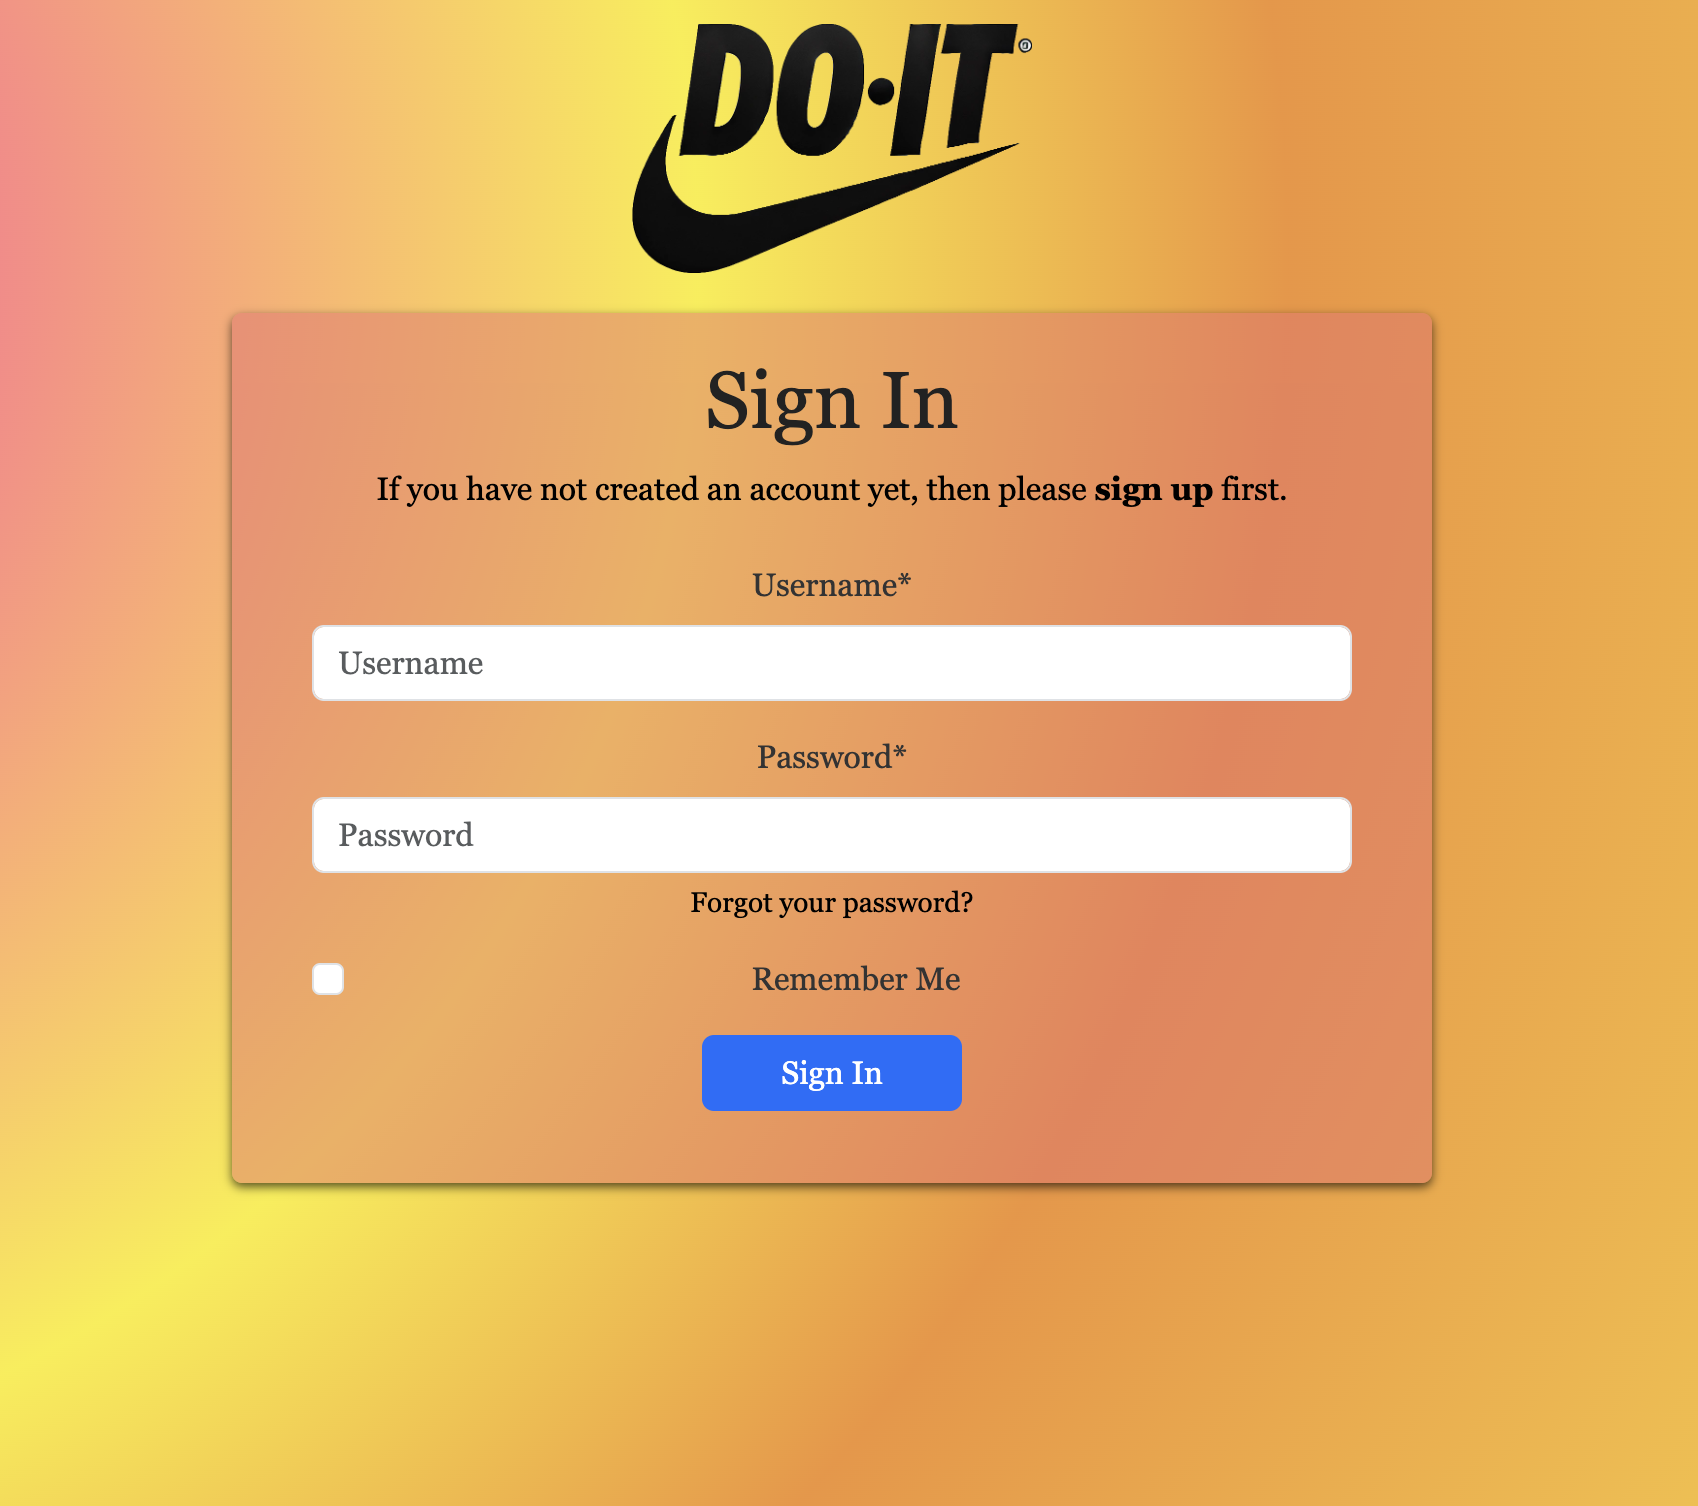 DO·IT
Sign In
If you have not created an account yet, then please sign up first.
Username*
Username
Password*
Password
Forgot your password?
Remember Me
Sign In